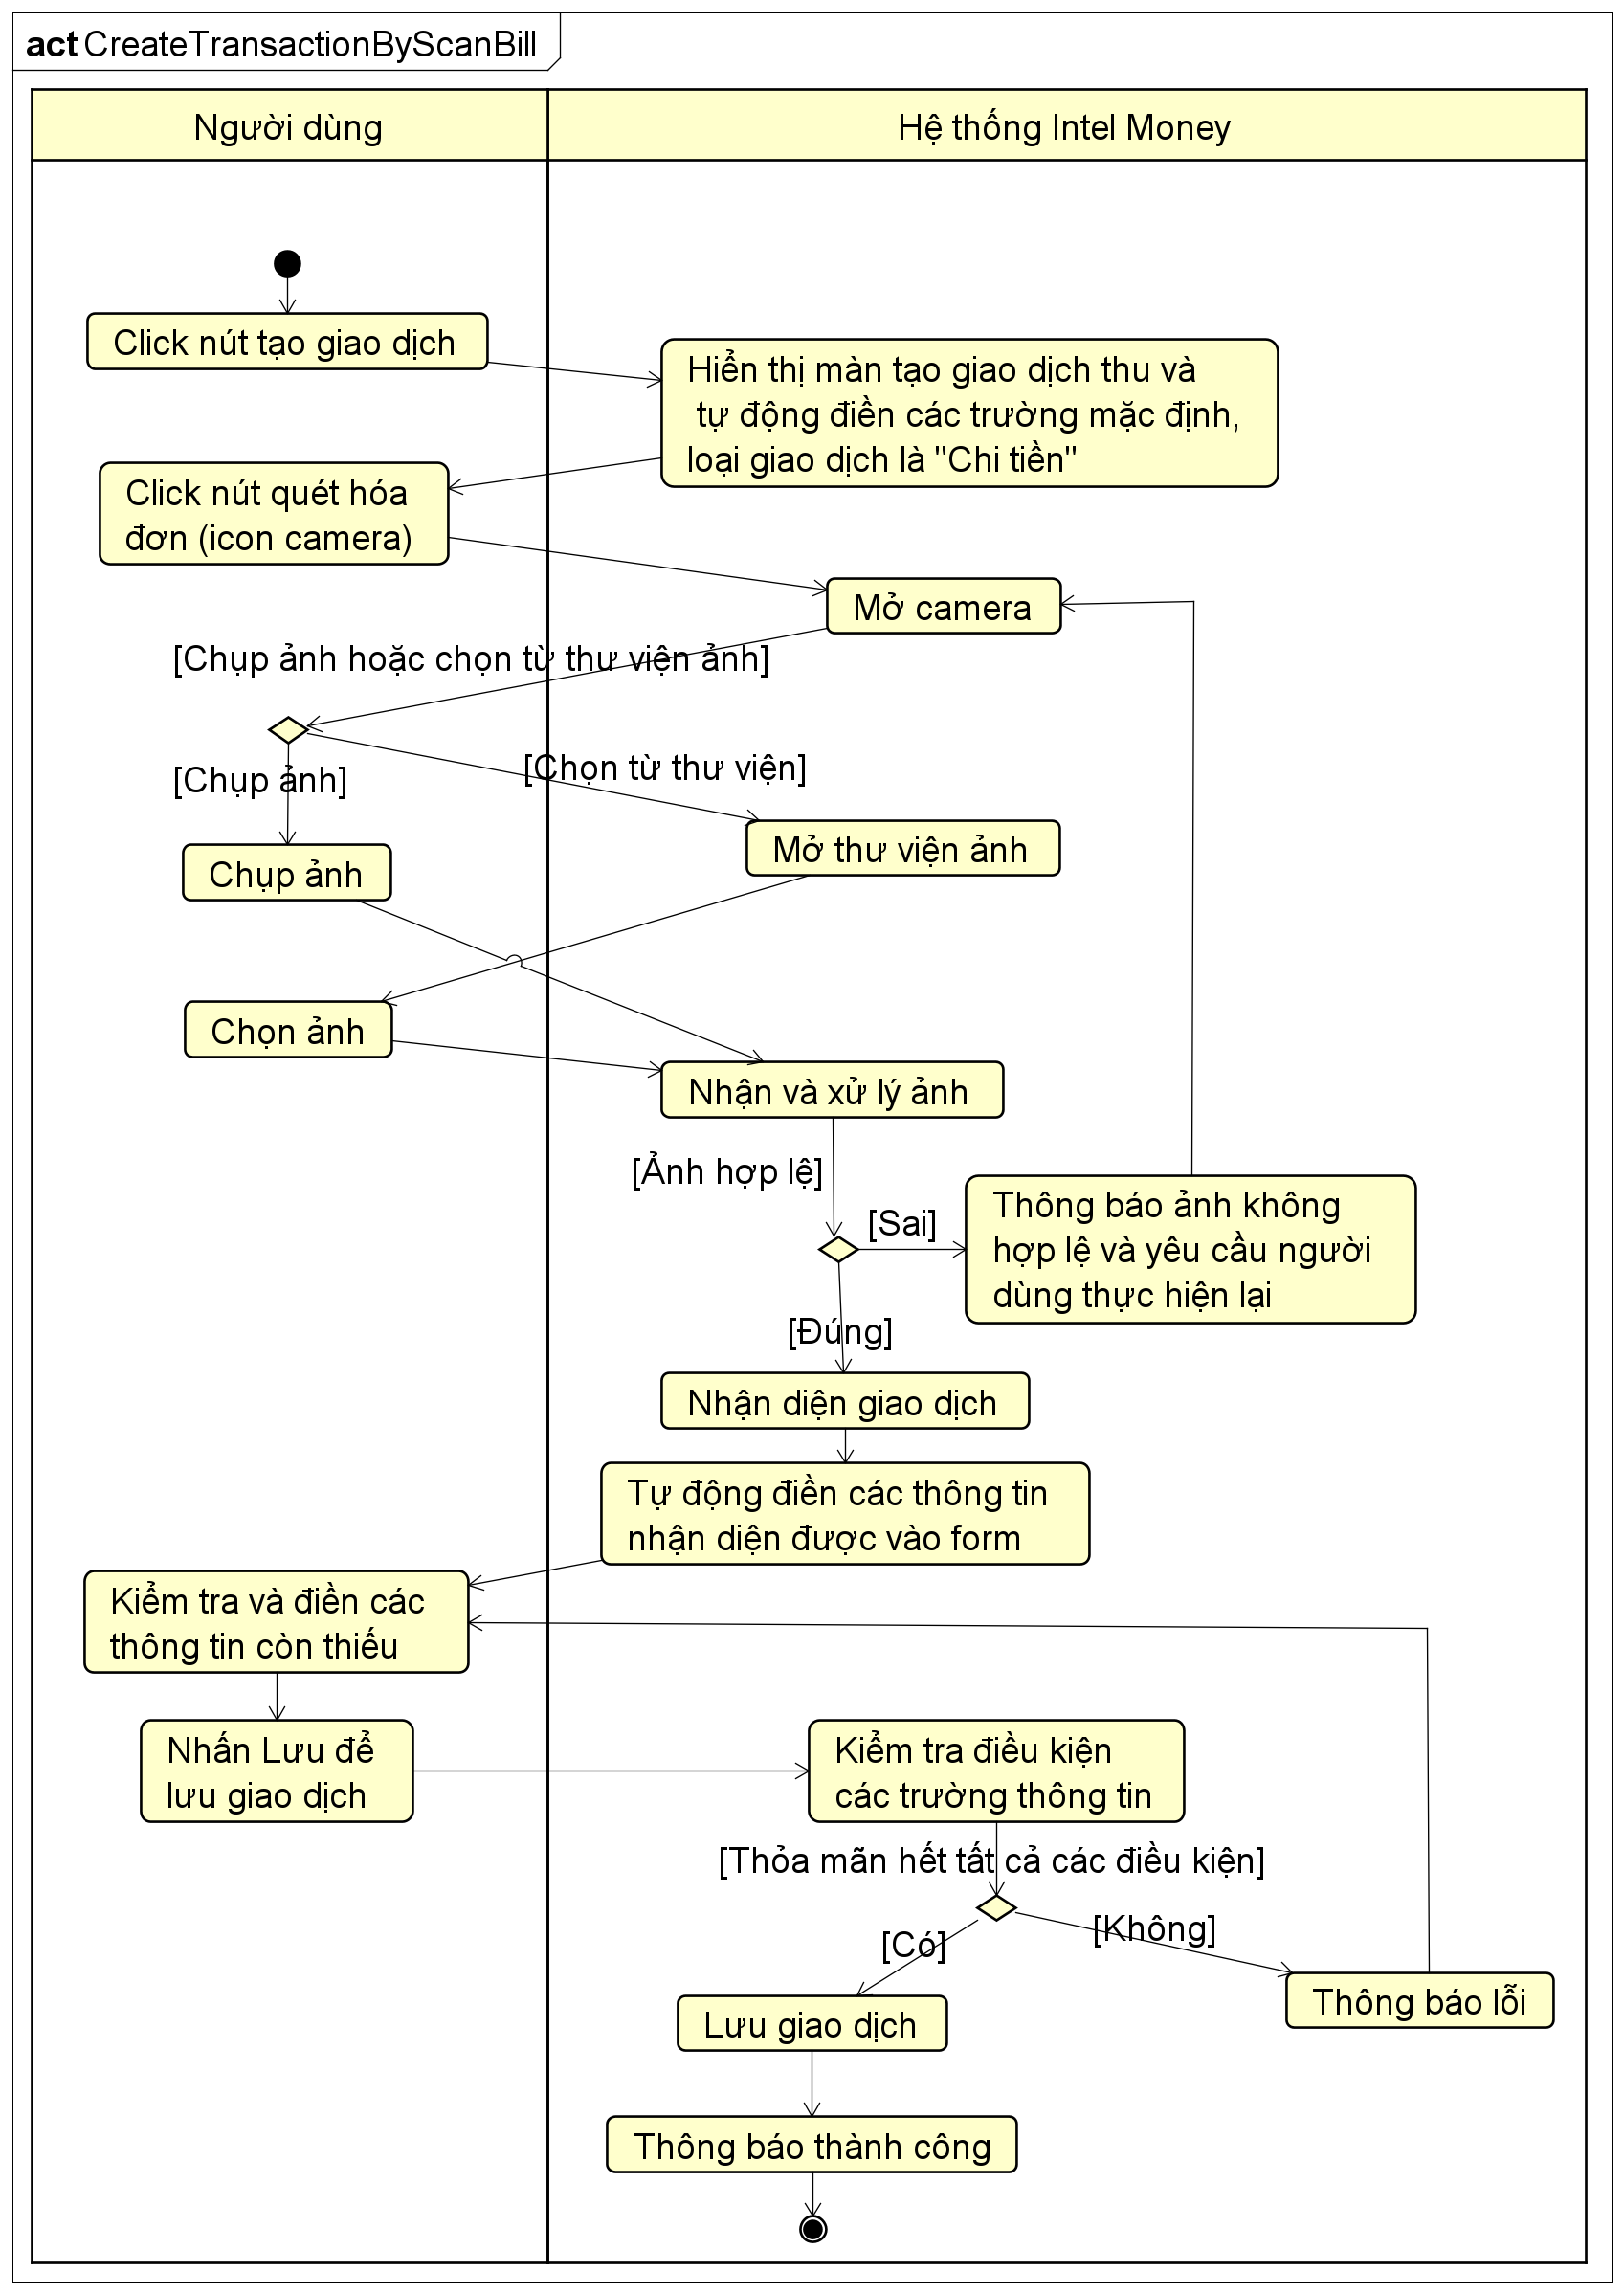 act CreateTransactionByScanBill
Người dùng
Hệ thống Intel Money
Click nút tạo giao dịch
Hiển thị màn tạo giao dịch thu và
tự động điền các trường mặc định,
loại giao dịch là "Chi tiền"
Click nút quét hóa
đơn (icon camera)
Mở camera
[Chụp ảnh hoặc chọn từ thư viện ảnh]
[Chọn từ thư viện]
[Chụp ảnh]
Mở thư viện ảnh
Chụp ảnh
Chọn ảnh
Nhận và xử lý ảnh
[Ảnh hợp lệ]
[Sai]
Thông báo ảnh không
hợp lệ và yêu cầu người
dùng thực hiện lại
[Đúng]
Nhận diện giao dịch
Tự động điền các thông tin
nhận diện được vào form
Kiểm tra và điền các
thông tin còn thiếu
Nhấn Lưu để
lưu giao dịch
Kiểm tra điều kiện
các trường thông tin
[Thỏa mãn hết tất cả các điều kiện]
[Có]
[Không]
Thông báo lỗi
Lưu giao dịch
Thông báo thành công